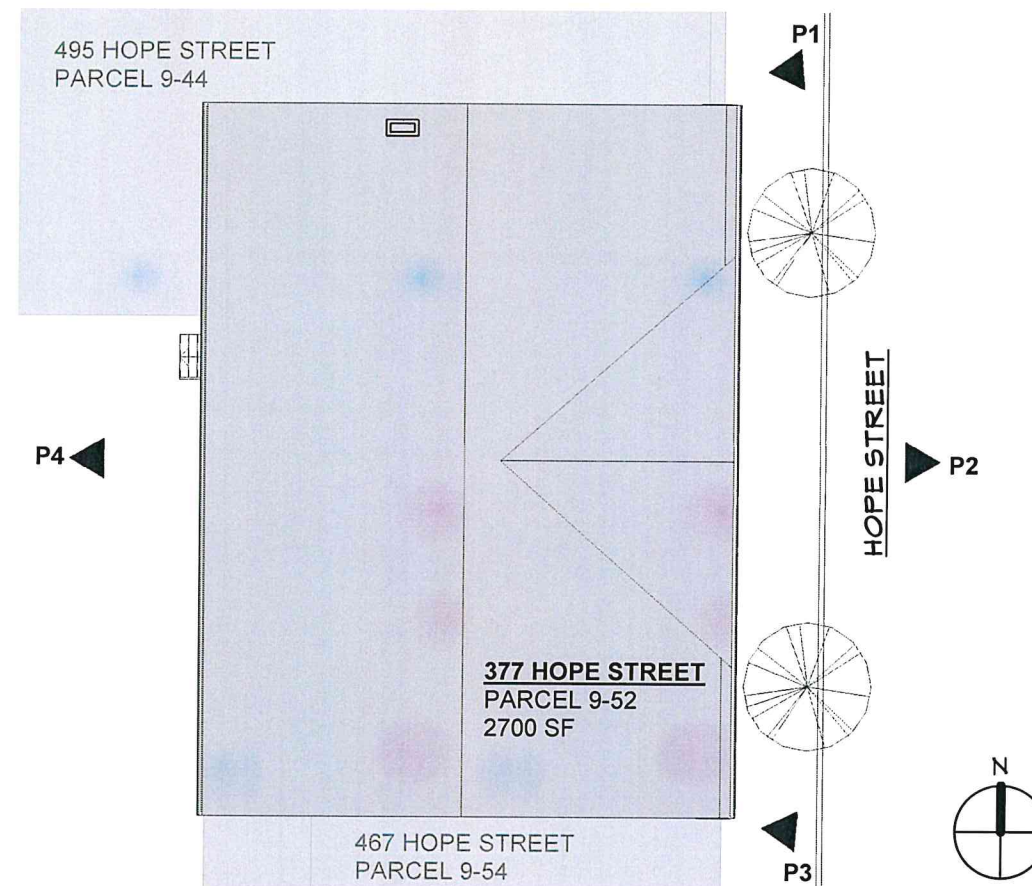 495 HOPE STREET
PARCEL 9-44
P1
HOPE STREET
P4
P2
377 HOPE STREET
PARCEL 9-52
2700 SF
N
467 HOPE STREET
PARCEL 9-54
P3